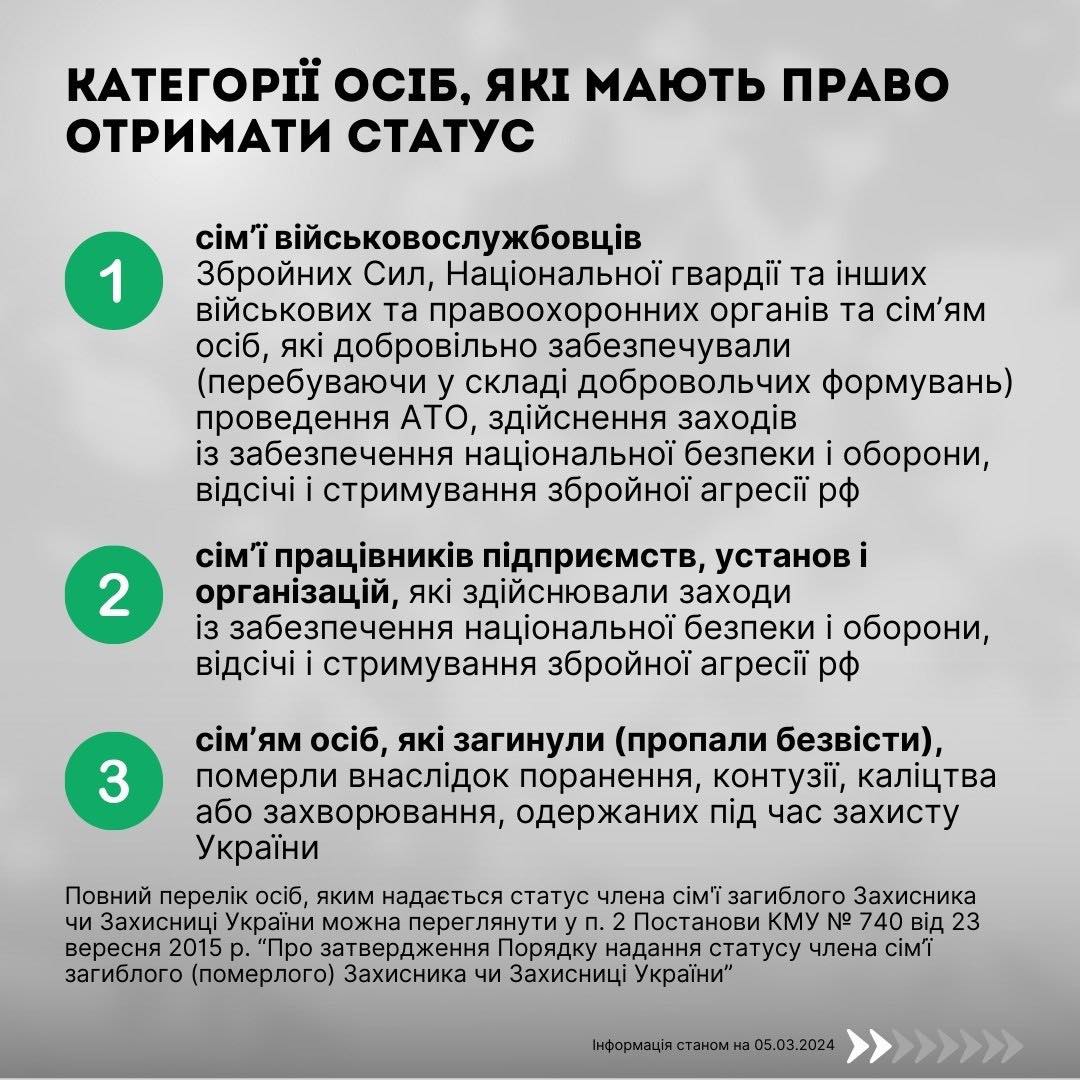 КАТЕГОРІЇ ОСІБ, ЯКІ МАЮТЬ ПРАВО
ОТРИМАТИ СТАТУС
1
сім’ї військовослужбовців
Збройних Сил, Національної гвардії та інших
військових та правоохоронних органів та сім’ям
осіб, які добровільно забезпечували
(перебуваючи у складі добровольчих формувань)
проведення АТО, здійснення заходів
із забезпечення національної безпеки і оборони,
відсічі і стримування збройної агресії рф
2
сім’ї працівників підприємств, установ і
організацій, які здійснювали заходи
із забезпечення національної безпеки і оборони,
відсічі і стримування збройної агресії рф
3
сім’ям осіб, які загинули (пропали безвісти),
померли внаслідок поранення, контузії, каліцтва
або захворювання, одержаних під час захисту
України
Повний перелік осіб, яким надається статус члена сім'ї загиблого Захисника
чи Захисниці України можна переглянути у п. 2 Постанови КМУ № 740 від 23
вересня 2015 р. “Про затвердження Порядку надання статусу члена сім’ї
загиблого (померлого) Захисника чи Захисниці України”
Інформація станом на 05.03.2024